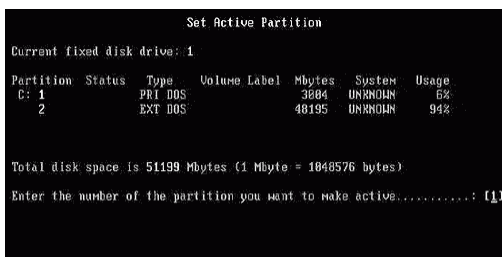 Set Active Partition
Current fixed disk drive: 1
Partition Status Type Volume Label Mbytes System Usage
C: 1 PRI DOS 3004 UNKNOWN 6%
2 EXT DOS 48195 UNKNOWN 94%
Total disk space is 51199 Mbytes (1 Mbyte = 1048576 bytes)
Enter the number of the partition you want to make active...........: [1]